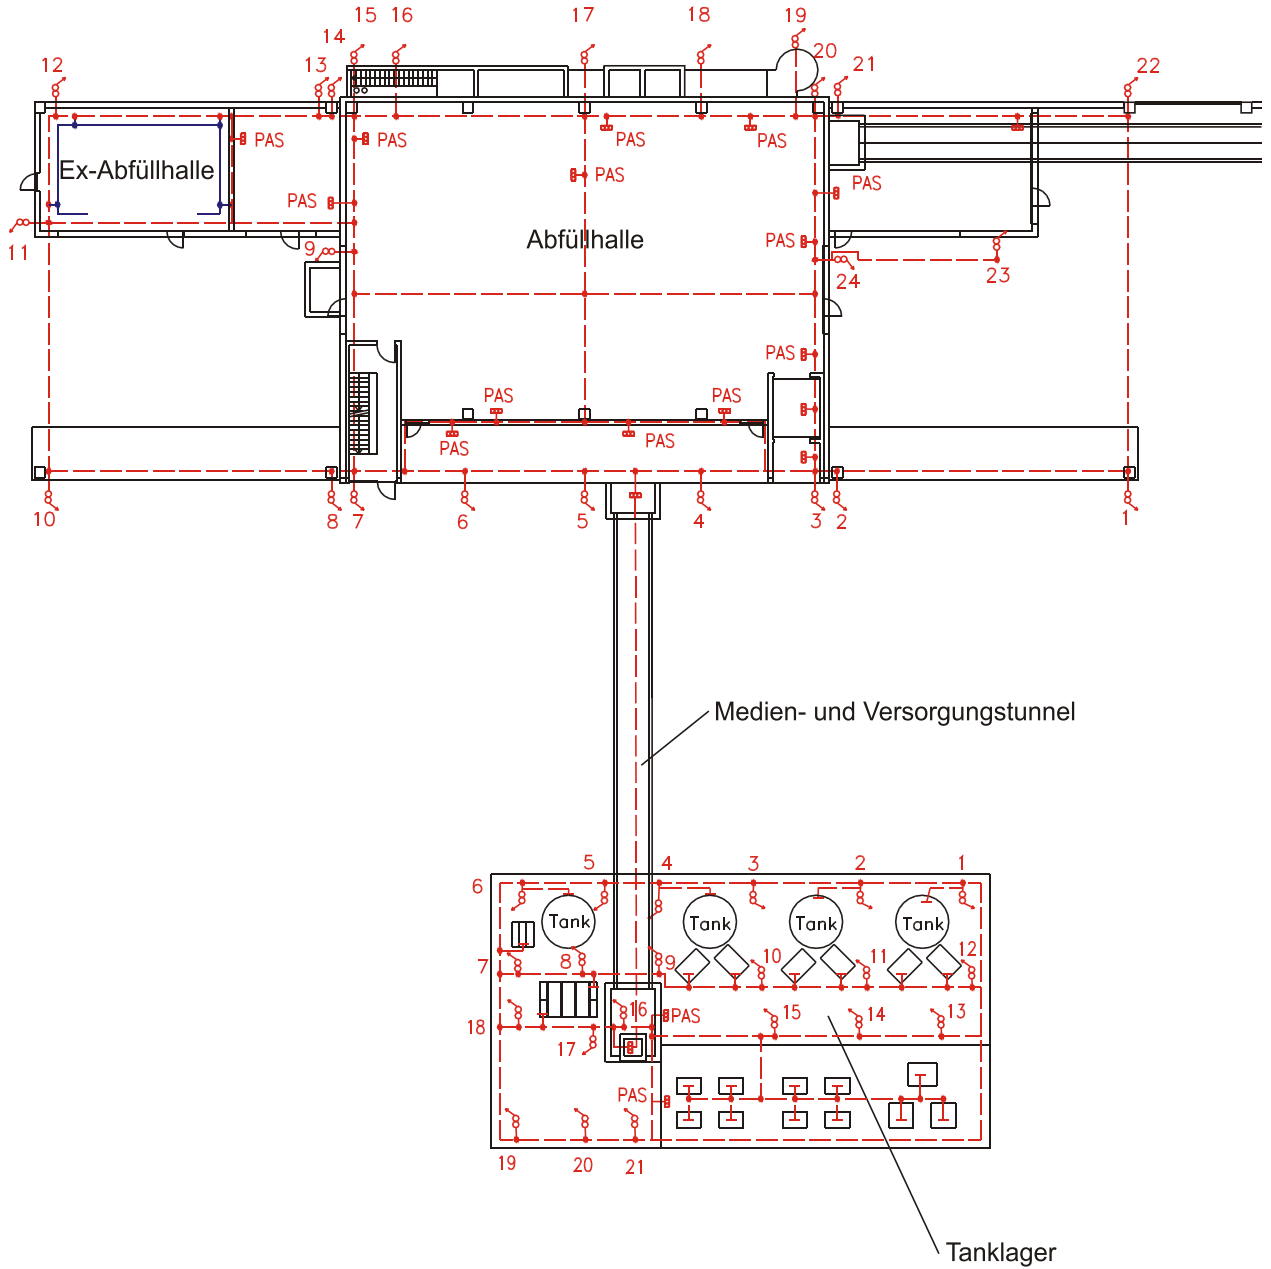 15 16 17 18 19
14 20
12 13 21 22
PAS PAS PAS
Ex-Abfüllhalle PAS
PAS PAS
11 9 Abfüllhalle PAS
24 23
PAS
PAS PAS
PAS PAS
10 8 7 6 5 4 3 2 1
Medien- und Versorgungstunnel
6 5 4 3 2 1
Tank Tank Tank Tank
7 8 9 10 11 12
18 16 PAS 15 14 13
17
PAS
19 20 21
Tanklager